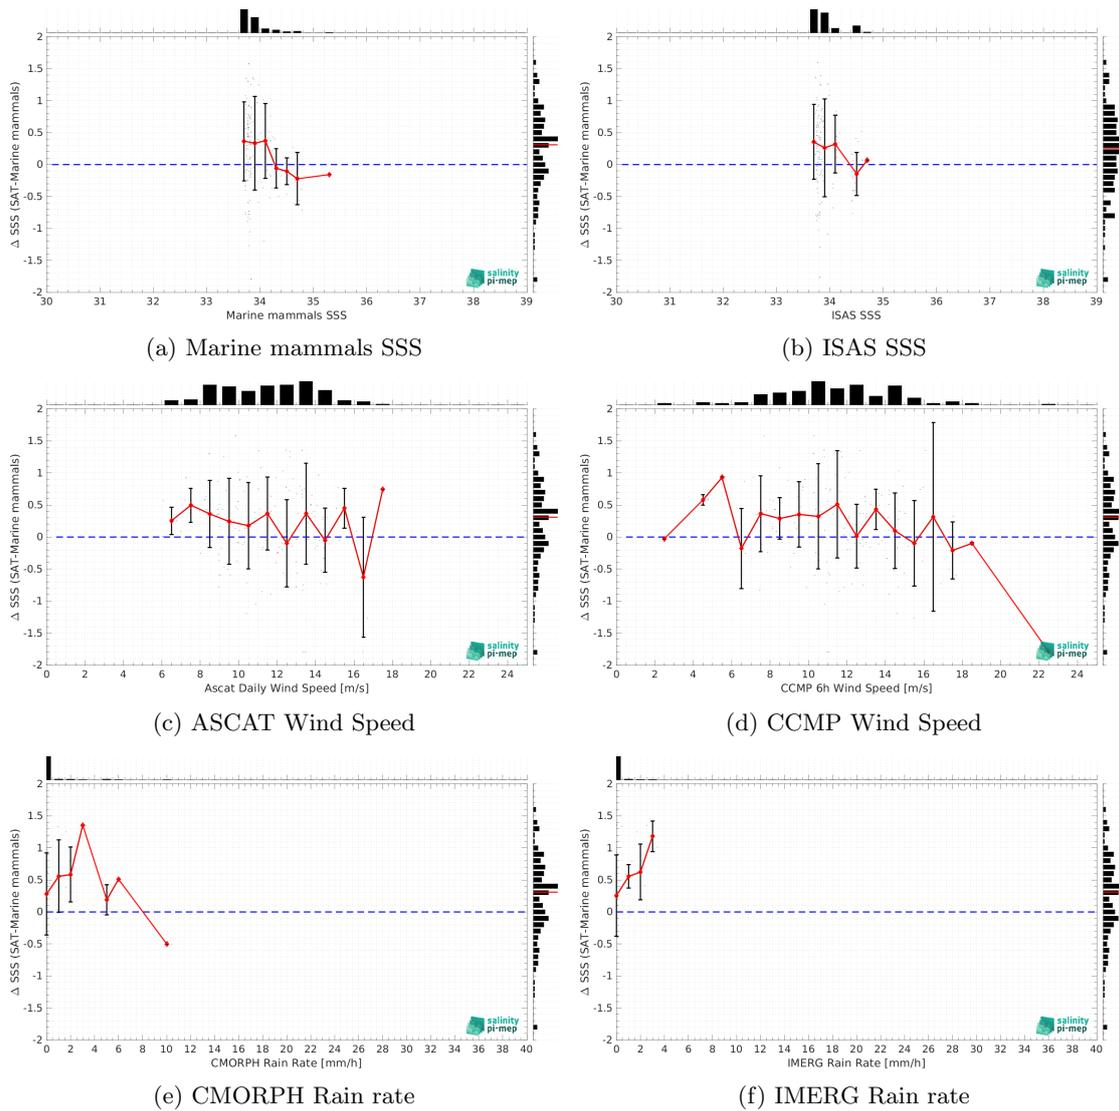 2
1.5
1
0.5
0
-0.5
-1
-1.5
-2
Δ SSS (SAT-Marine mammals)
30 31 32 33 34 35 36 37 38 39
Marine mammals SSS
salinity
pi-mep
(a) Marine mammals SSS
2
1.5
1
0.5
0
-0.5
-1
-1.5
-2
Δ SSS (SAT-Marine mammals)
30 31 32 33 34 35 36 37 38 39
ISAS SSS
salinity
pi-mep
(b) ISAS SSS
2
1.5
1
0.5
0
-0.5
-1
-1.5
-2
Δ SSS (SAT-Marine mammals)
0 2 4 6 8 10 12 14 16 18 20 22 24
Ascat Daily Wind Speed [m/s]
salinity
pi-mep
(c) ASCAT Wind Speed
2
1.5
1
0.5
0
-0.5
-1
-1.5
-2
Δ SSS (SAT-Marine mammals)
0 2 4 6 8 10 12 14 16 18 20 22 24
CCMP 6h Wind Speed [m/s]
salinity
pi-mep
(d) CCMP Wind Speed
2
1.5
1
0.5
0
-0.5
-1
-1.5
-2
Δ SSS (SAT-Marine mammals)
0 2 4 6 8 10 12 14 16 18 20 22 24 26 28 30 32 34 36 38 40
CMORPH Rain Rate [mm/h]
salinity
pi-mep
(e) CMORPH Rain rate
2
1.5
1
0.5
0
-0.5
-1
-1.5
-2
Δ SSS (SAT-Marine mammals)
0 2 4 6 8 10 12 14 16 18 20 22 24 26 28 30 32 34 36 38 40
IMERG Rain Rate [mm/h]
salinity
pi-mep
(f) IMERG Rain rate